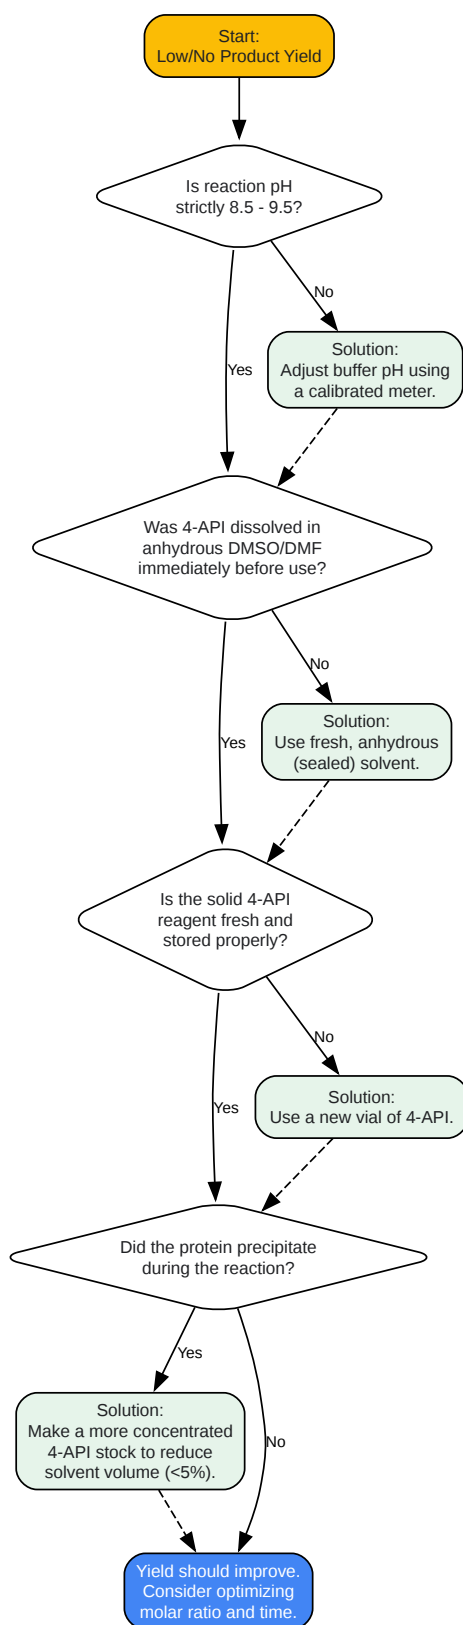 Start:
Low/No Product Yield
Is reaction pH
strictly 8.5 - 9.5?
No
Solution:
Adjust buffer pH using
a calibrated meter.
Yes
Was 4-API dissolved in
anhydrous DMSO/DMF
immediately before use?
No
Solution:
Use fresh, anhydrous
(sealed) solvent.
Yes
Is the solid 4-API
reagent fresh and
stored properly?
No
Solution:
Use a new vial of 4-API.
Yes
Did the protein precipitate
during the reaction?
Yes
Solution:
Make a more concentrated
4-API stock to reduce
solvent volume (<5%).
No
Yield should improve.
Consider optimizing
molar ratio and time.